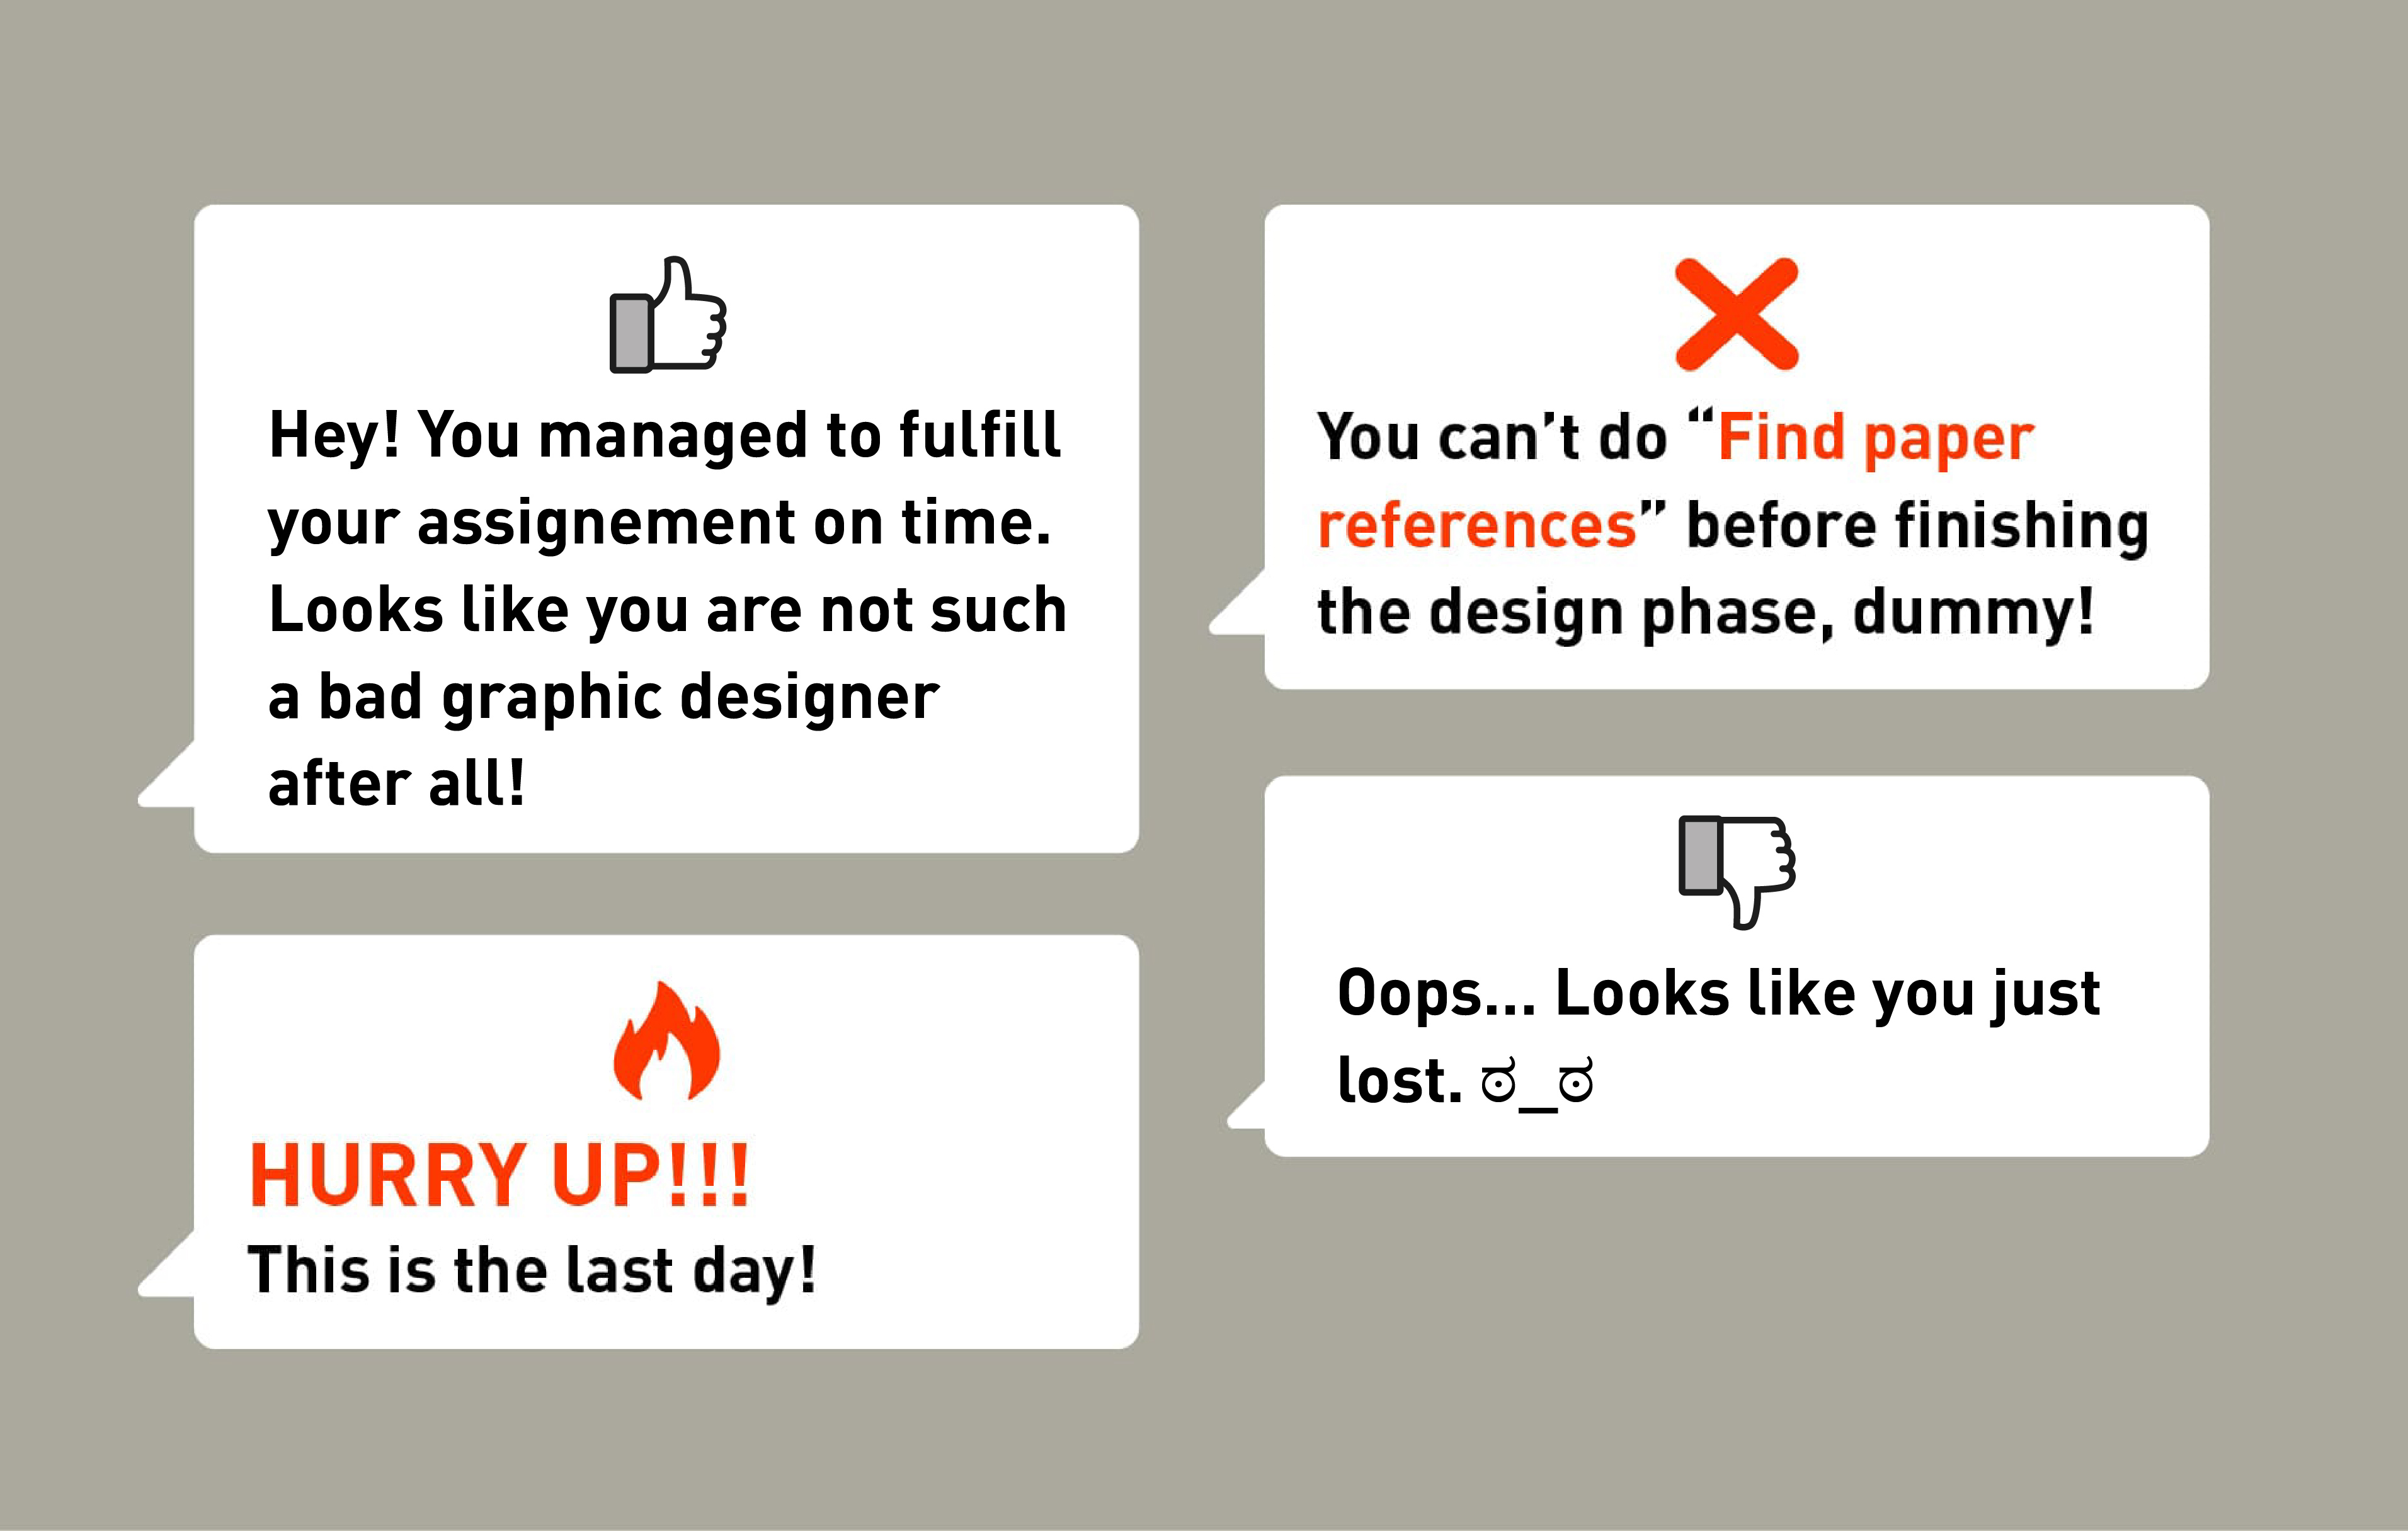 Hey! You managed to fulfill
your assignement on time.
Looks like you are not such
a bad graphic designer
after all!
HURRY UP!!!
This is the last day!
You can’t do “Find paper
references” before finishing
the design phase, dummy!
Oops... Looks like you just
lost. ಠ_ಠ